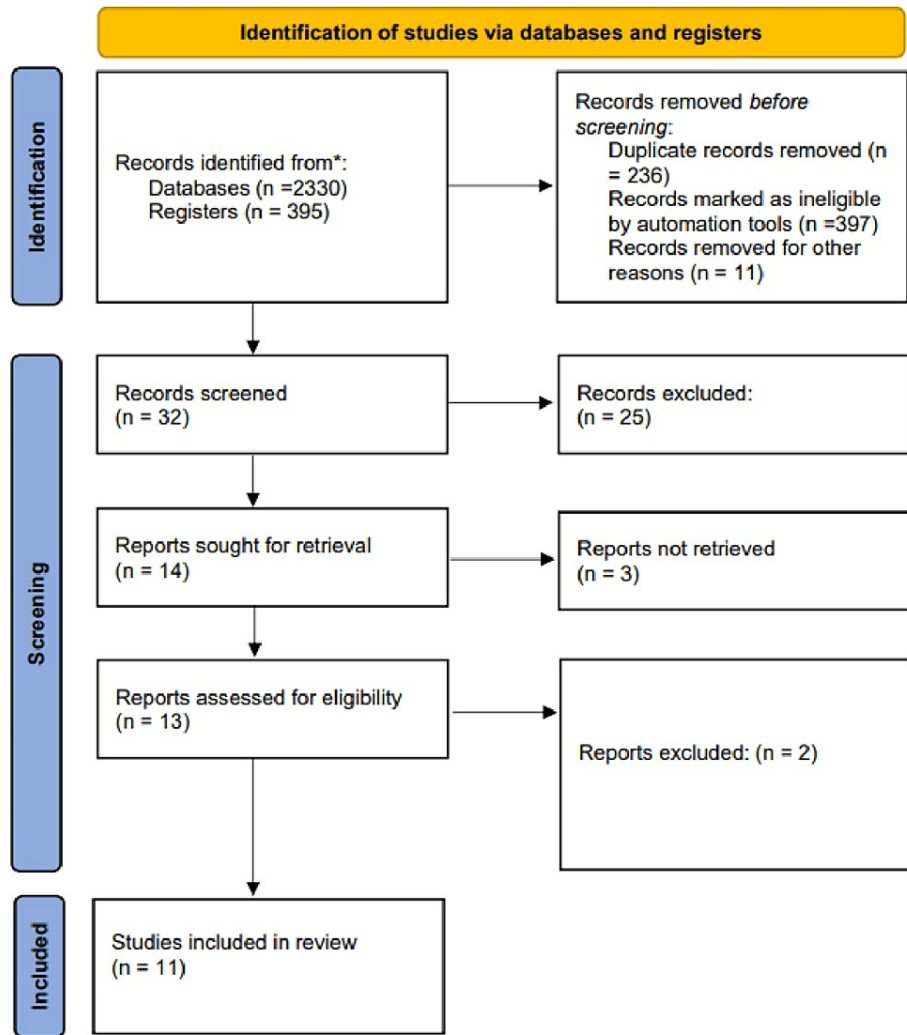 Identification of studies via databases and registers
Identification
Records identified from*:
Databases (n =2330)
Registers (n = 395)
Records removed before
screening:
Duplicate records removed (n
= 236)
Records marked as ineligible
by automation tools (n =397)
Records removed for other
reasons (n = 11)
Screening
Records screened
(n = 32)
Records excluded:
(n = 25)
Reports sought for retrieval
(n = 14)
Reports not retrieved
(n = 3)
Reports assessed for eligibility
(n = 13)
Reports excluded: (n = 2)
Included
Studies included in review
(n = 11)